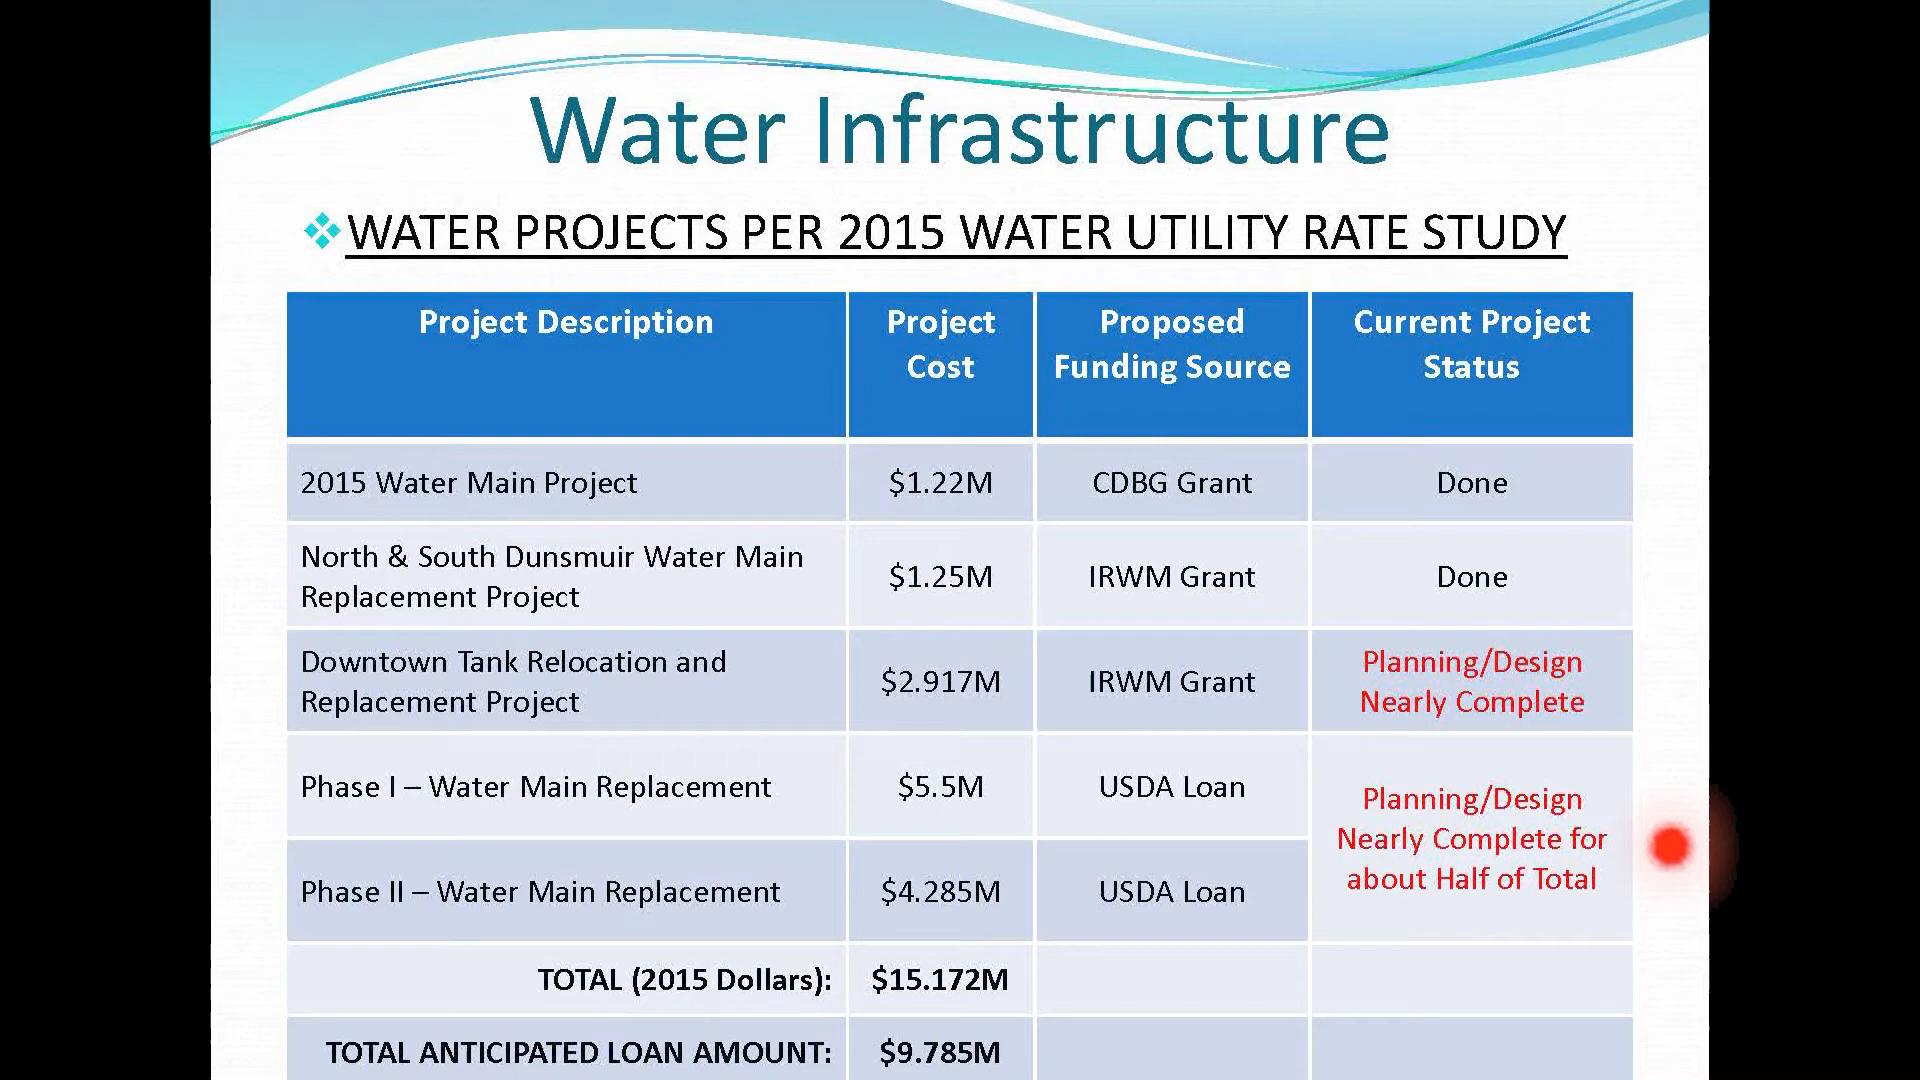 Water Infrastructure
WATER PROJECTS PER 2015 WATER UTILITY RATE STUDY
Project Description
Project
Cost
Proposed
Funding Source
Current Project
Status
2015 Water Main Project
$1.22M
CDBG Grant
Done
North & South Dunsmuir Water Main
Replacement Project
$1.25M
IRWM Grant
Done
Downtown Tank Relocation and
Replacement Project
$2.917M
IRWM Grant
Planning/Design
Nearly Complete
Phase I – Water Main Replacement
$5.5M
USDA Loan
Planning/Design
Nearly Complete for
about Half of Total
Phase II – Water Main Replacement
$4.285M
USDA Loan
TOTAL (2015 Dollars):
$15.172M
TOTAL ANTICIPATED LOAN AMOUNT:
$9.785M